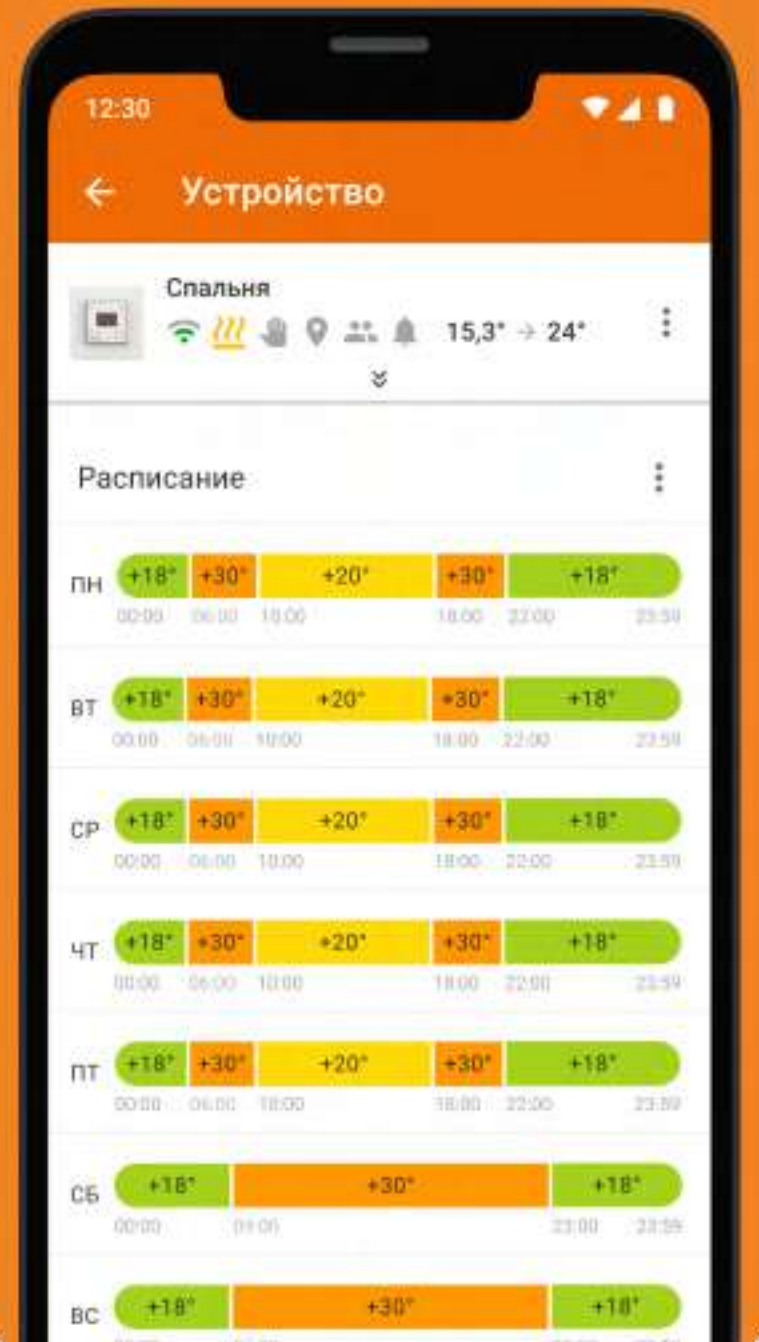 12:30
Устройство
Спальня
15,3° → 24°
Расписание
ПН +18° +30° +20° +30° +18°
00:00 06:00 10:00 18:00 22:00 23:59
ВТ +18° +30° +20° +30° +18°
00:00 06:00 10:00 18:00 22:00 23:59
СР +18° +30° +20° +30° +18°
00:00 06:00 10:00 18:00 22:00 23:59
ЧТ +18° +30° +20° +30° +18°
00:00 06:00 10:00 18:00 22:00 23:59
ПТ +18° +30° +20° +30° +18°
00:00 06:00 10:00 18:00 22:00 23:59
СБ +18° +30° +18°
00:00 09:00 23:00 23:59
ВС +18° +30° +18°